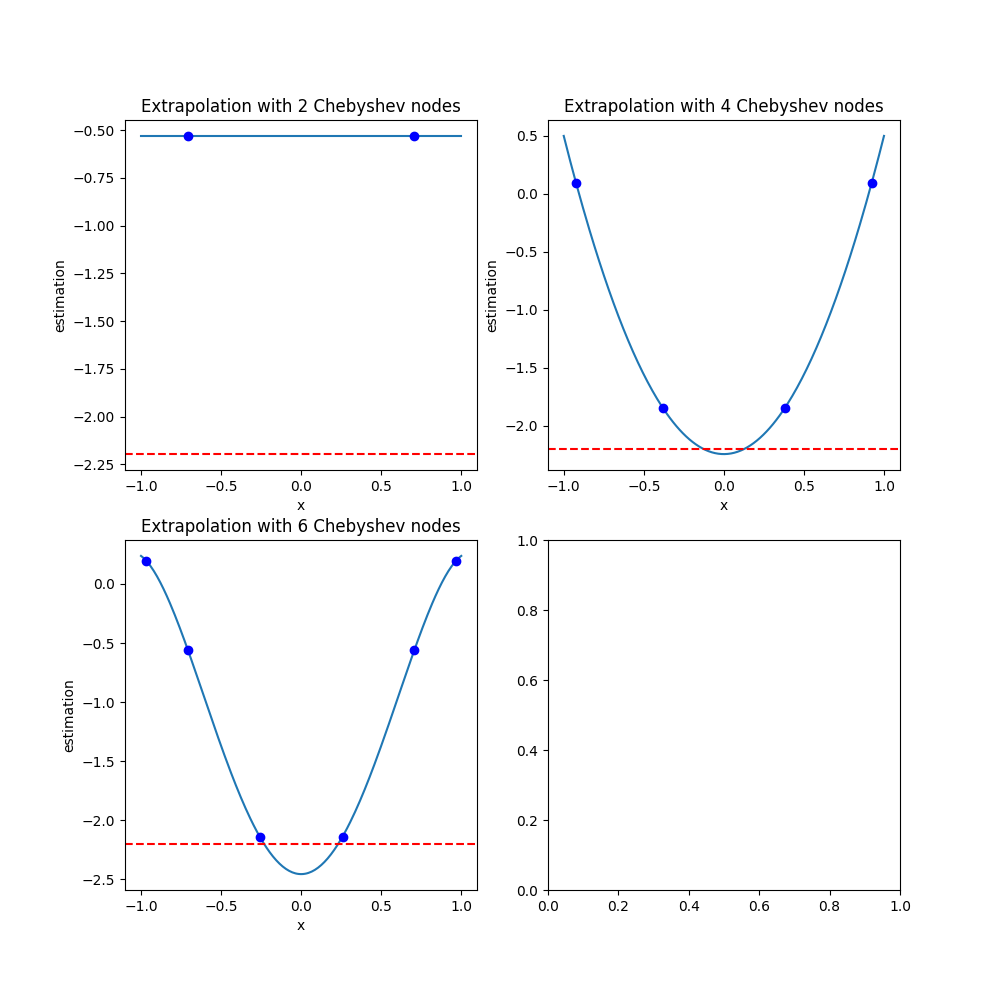 Extrapolation with 2 Chebyshev nodes
−0.50
−0.75
−1.00
−1.25
−1.50
−1.75
−2.00
−2.25
estimation
−1.0 −0.5 0.0 0.5 1.0
x
Extrapolation with 4 Chebyshev nodes
0.5
0.0
−0.5
−1.0
−1.5
−2.0
estimation
−1.0 −0.5 0.0 0.5 1.0
x
Extrapolation with 6 Chebyshev nodes
0.0
−0.5
−1.0
−1.5
−2.0
−2.5
estimation
−1.0 −0.5 0.0 0.5 1.0
x
1.0
0.8
0.6
0.4
0.2
0.0
0.0 0.2 0.4 0.6 0.8 1.0